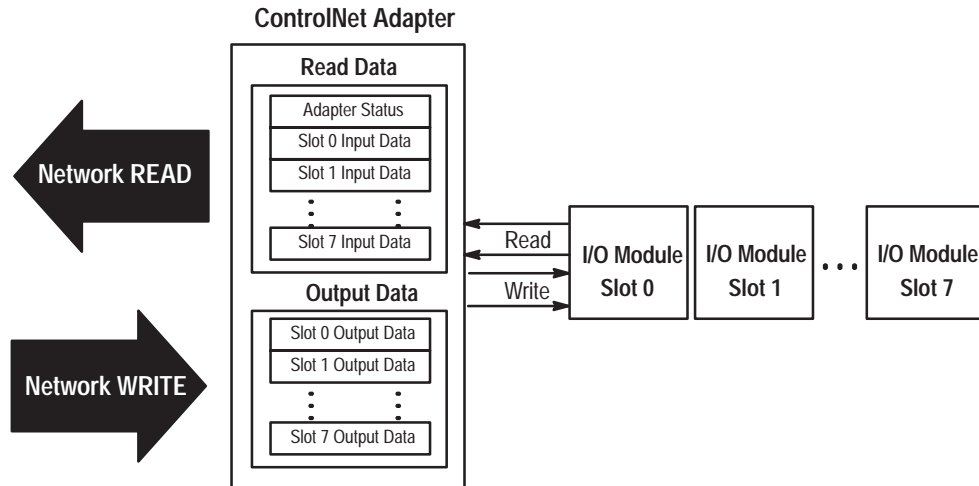 ControlNet Adapter
Read Data
Adapter Status
Slot 0 Input Data
Slot 1 Input Data
Slot 7 Input Data
Network READ
Read
Write
I/O Module
Slot 0
I/O Module
Slot 1
I/O Module
Slot 7
Output Data
Slot 0 Output Data
Slot 1 Output Data
Slot 7 Output Data
Network WRITE